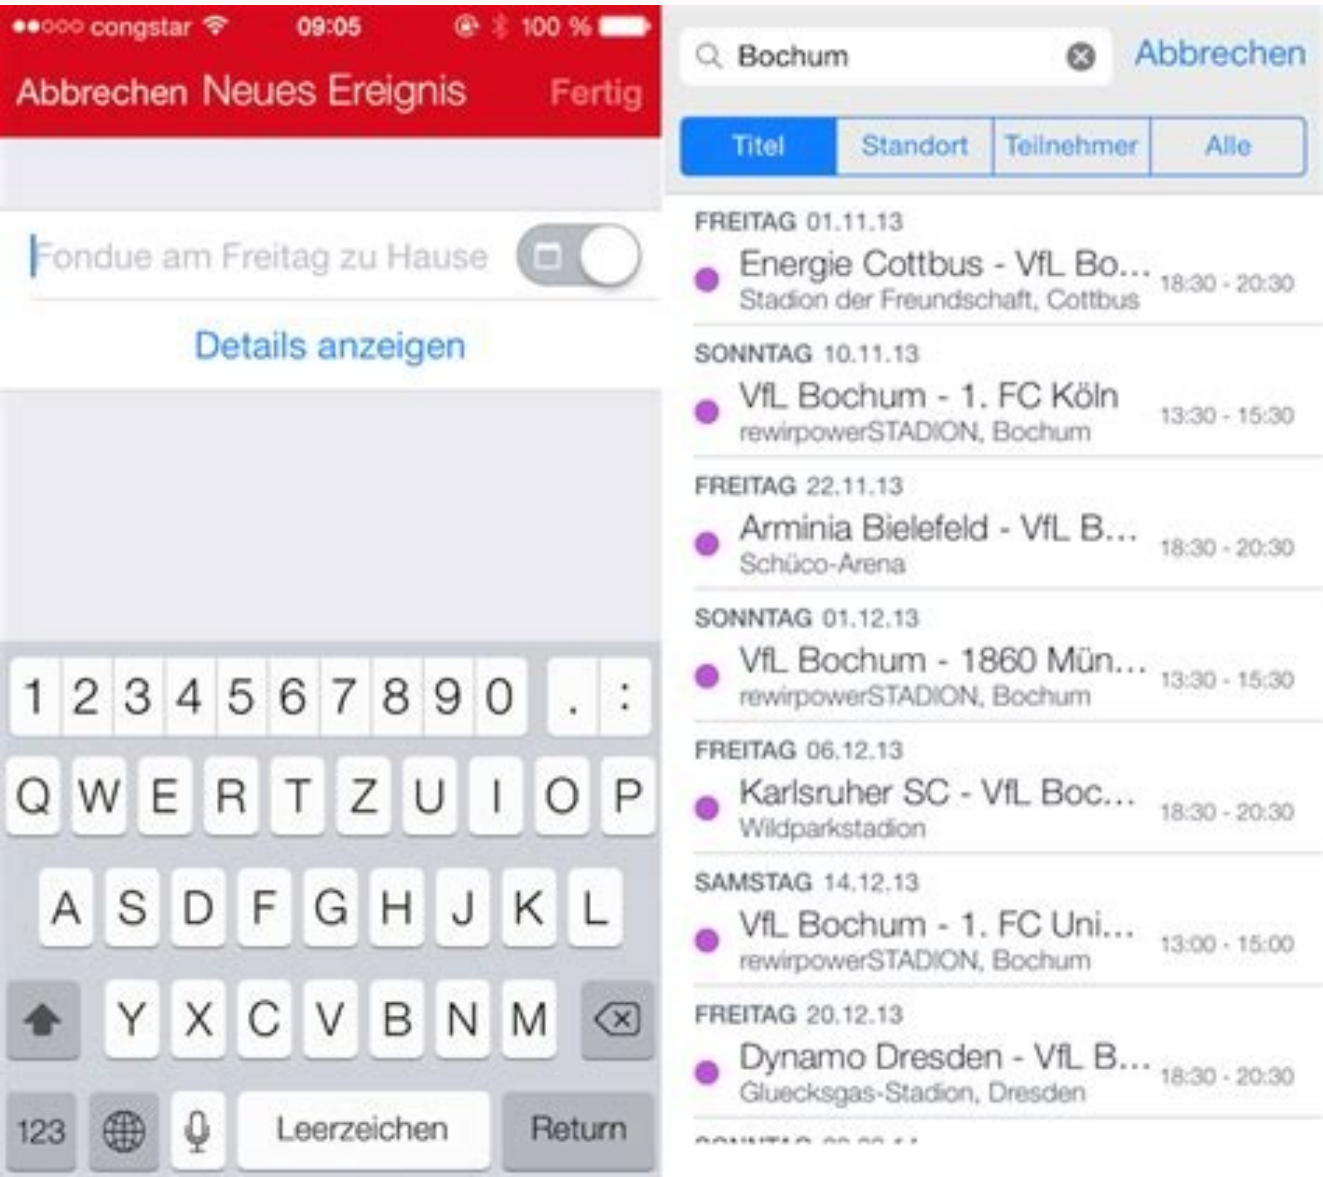 congstar 09:05 100 %
Abbrechen Neues Ereignis Fertig
Fondue am Freitag zu Hause
Details anzeigen
1 2 3 4 5 6 7 8 9 0 . :
Q W E R T Z U I O P
A S D F G H J K L
Y X C V B N M
123 Leerzeichen Return
Bochum Abbrechen
Titel Standort Teilnehmer Alle
FREITAG 01.11.13
Energie Cottbus - VfL Bo... 18:30 - 20:30
Stadion der Freundschaft, Cottbus
SONNTAG 10.11.13
VfL Bochum - 1. FC Köln 13:30 - 15:30
rewirpowerSTADION, Bochum
FREITAG 22.11.13
Arminia Bielefeld - VfL B... 18:30 - 20:30
Schüco-Arena
SONNTAG 01.12.13
VfL Bochum - 1860 Mün... 13:30 - 15:30
rewirpowerSTADION, Bochum
FREITAG 06.12.13
Karlsruher SC - VfL Boc... 18:30 - 20:30
Wildparkstadion
SAMSTAG 14.12.13
VfL Bochum - 1. FC Uni... 13:00 - 15:00
rewirpowerSTADION, Bochum
FREITAG 20.12.13
Dynamo Dresden - VfL B... 18:30 - 20:30
Gluecksgas-Stadion, Dresden